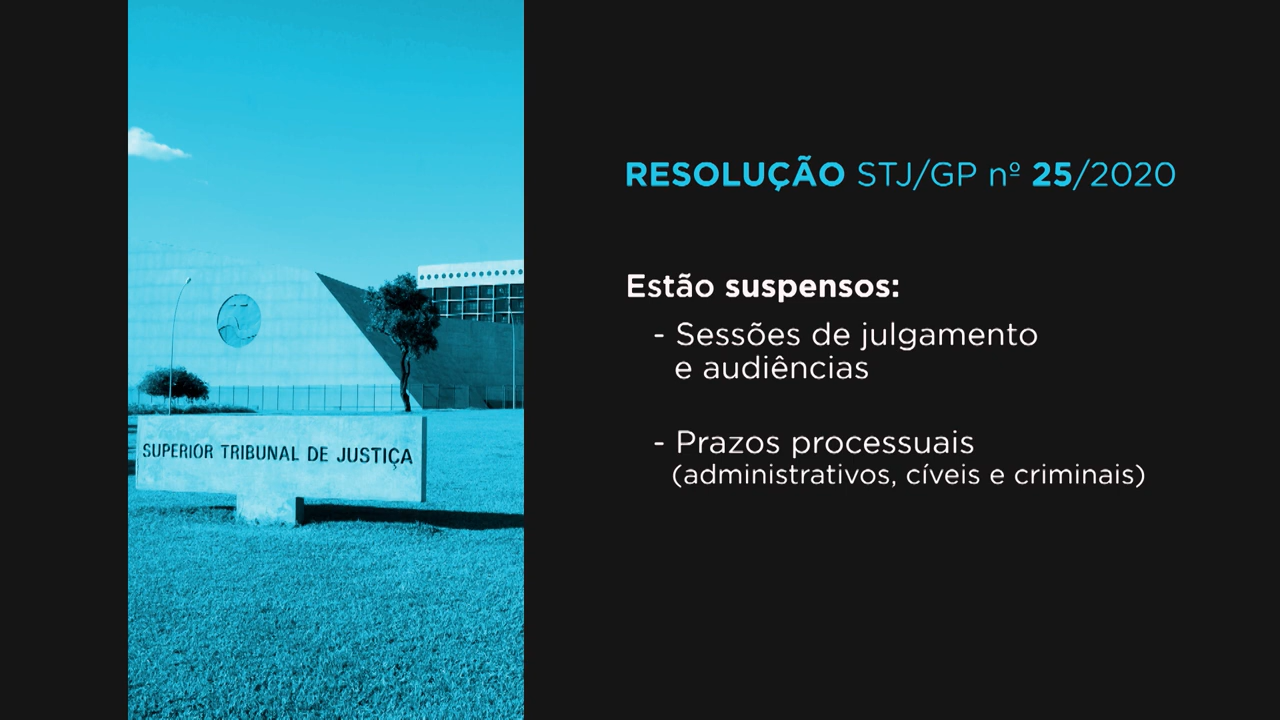 SUPERIOR TRIBUNAL DE JUSTIÇA
RESOLUÇÃO STJ/GP nº 25/2020
Estão suspensos:
- Sessões de julgamento
e audiências
- Prazos processuais
(administrativos, cíveis e criminais)